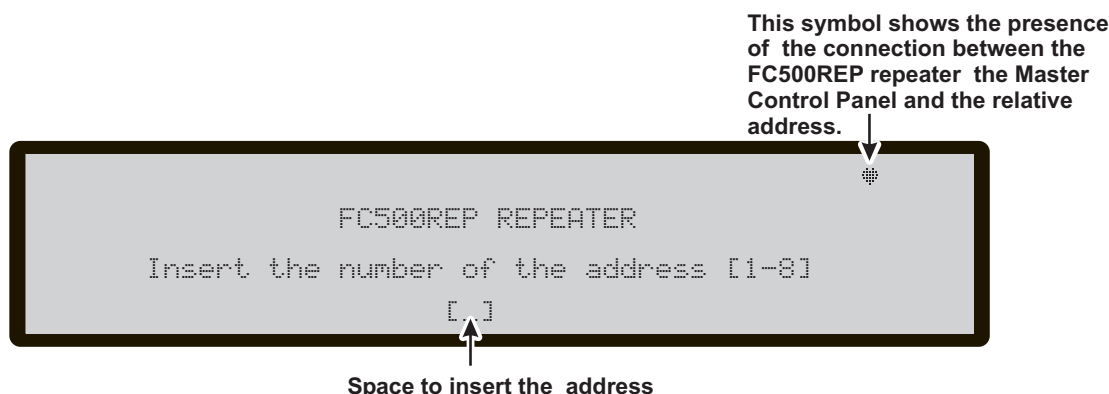 This symbol shows the presence
of the connection between the
FC500REP repeater the Master
Control Panel and the relative
address.
FC500REP REPEATER
Insert the number of the address [1-8]
[_]
Space to insert the address